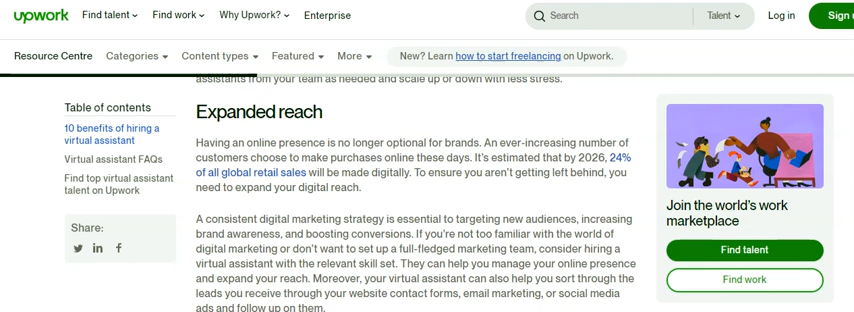 upwork Find talent Find work Why Upwork? Enterprise Search Talent Log in Sign
Resource Centre Categories Content types Featured More New? Learn how to start freelancing on Upwork.
assistants from your team as needed and scale up or down with less stress.
Table of contents
10 benefits of hiring a
virtual assistant
Virtual assistant FAQs
Find top virtual assistant
talent on Upwork
Share:
Expanded reach
Having an online presence is no longer optional for brands. An ever-increasing number of
customers choose to make purchases online these days. It's estimated that by 2026, 24%
of all global retail sales will be made digitally. To ensure you aren't getting left behind, you
need to expand your digital reach.
A consistent digital marketing strategy is essential to targeting new audiences, increasing
brand awareness, and boosting conversions. If you're not too familiar with the world of
digital marketing or don't want to set up a full-fledged marketing team, consider hiring a
virtual assistant with the relevant skill set. They can help you manage your online presence
and expand your reach. Moreover, your virtual assistant can also help you sort through the
leads you receive through your website contact forms, email marketing, or social media
ads and follow up on them.
Join the world's work
marketplace
Find talent
Find work